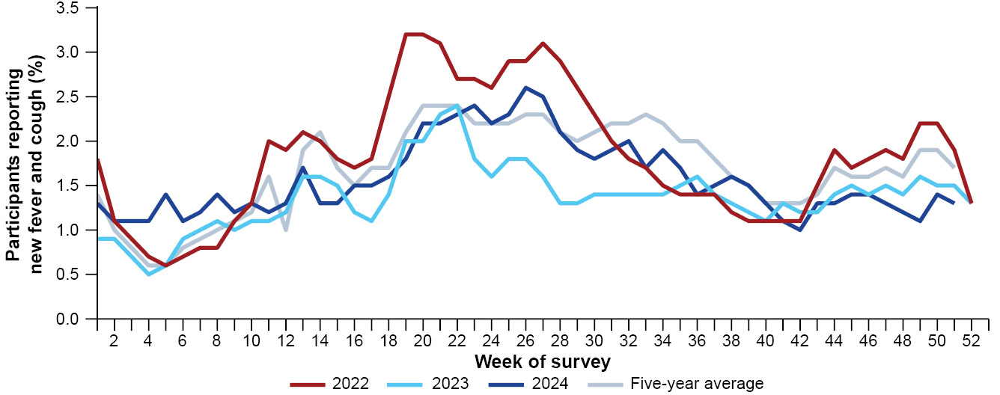 3.5
3.0
2.5
2.0
1.5
1.0
0.5
0.0
Participants reporting
new fever and cough (%)
2 4 6 8 10 12 14 16 18 20 22 24 26 28 30 32 34 36 38 40 42 44 46 48 50 52
Week of survey
2022 2023 2024 Five-year average